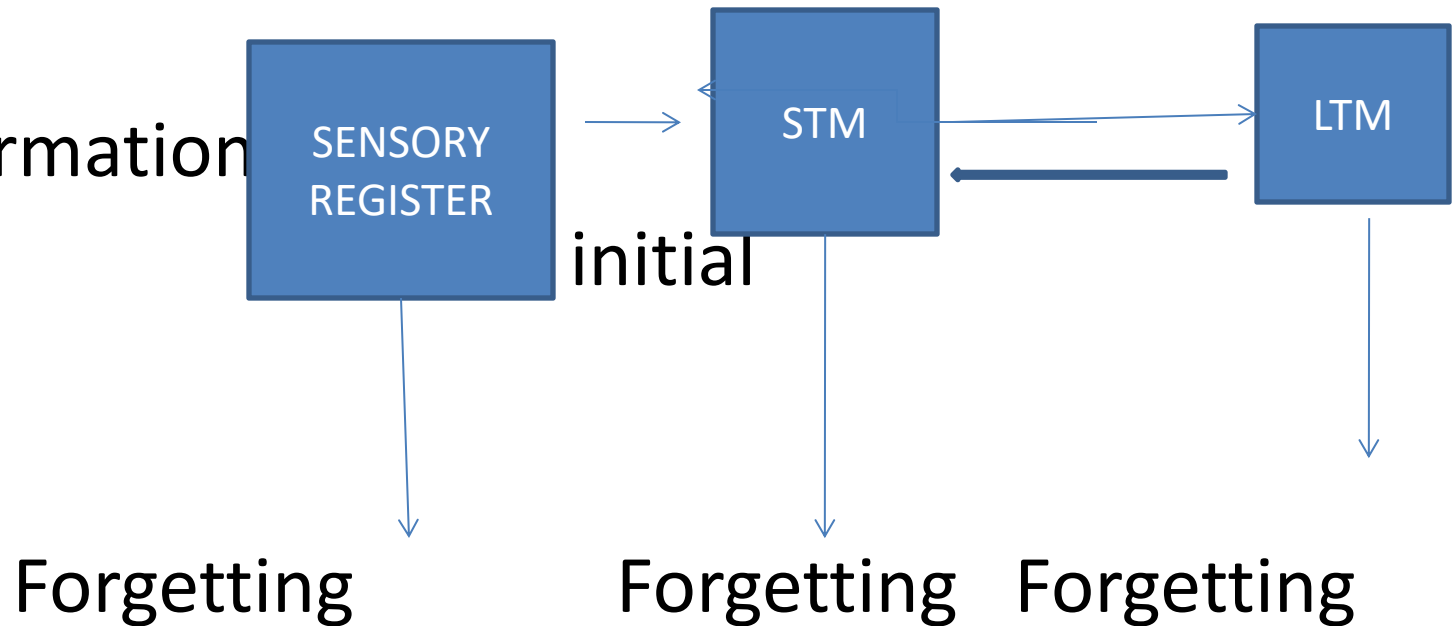 rmation
SENSORY
REGISTER
STM
LTM
initial
Forgetting Forgetting Forgetting